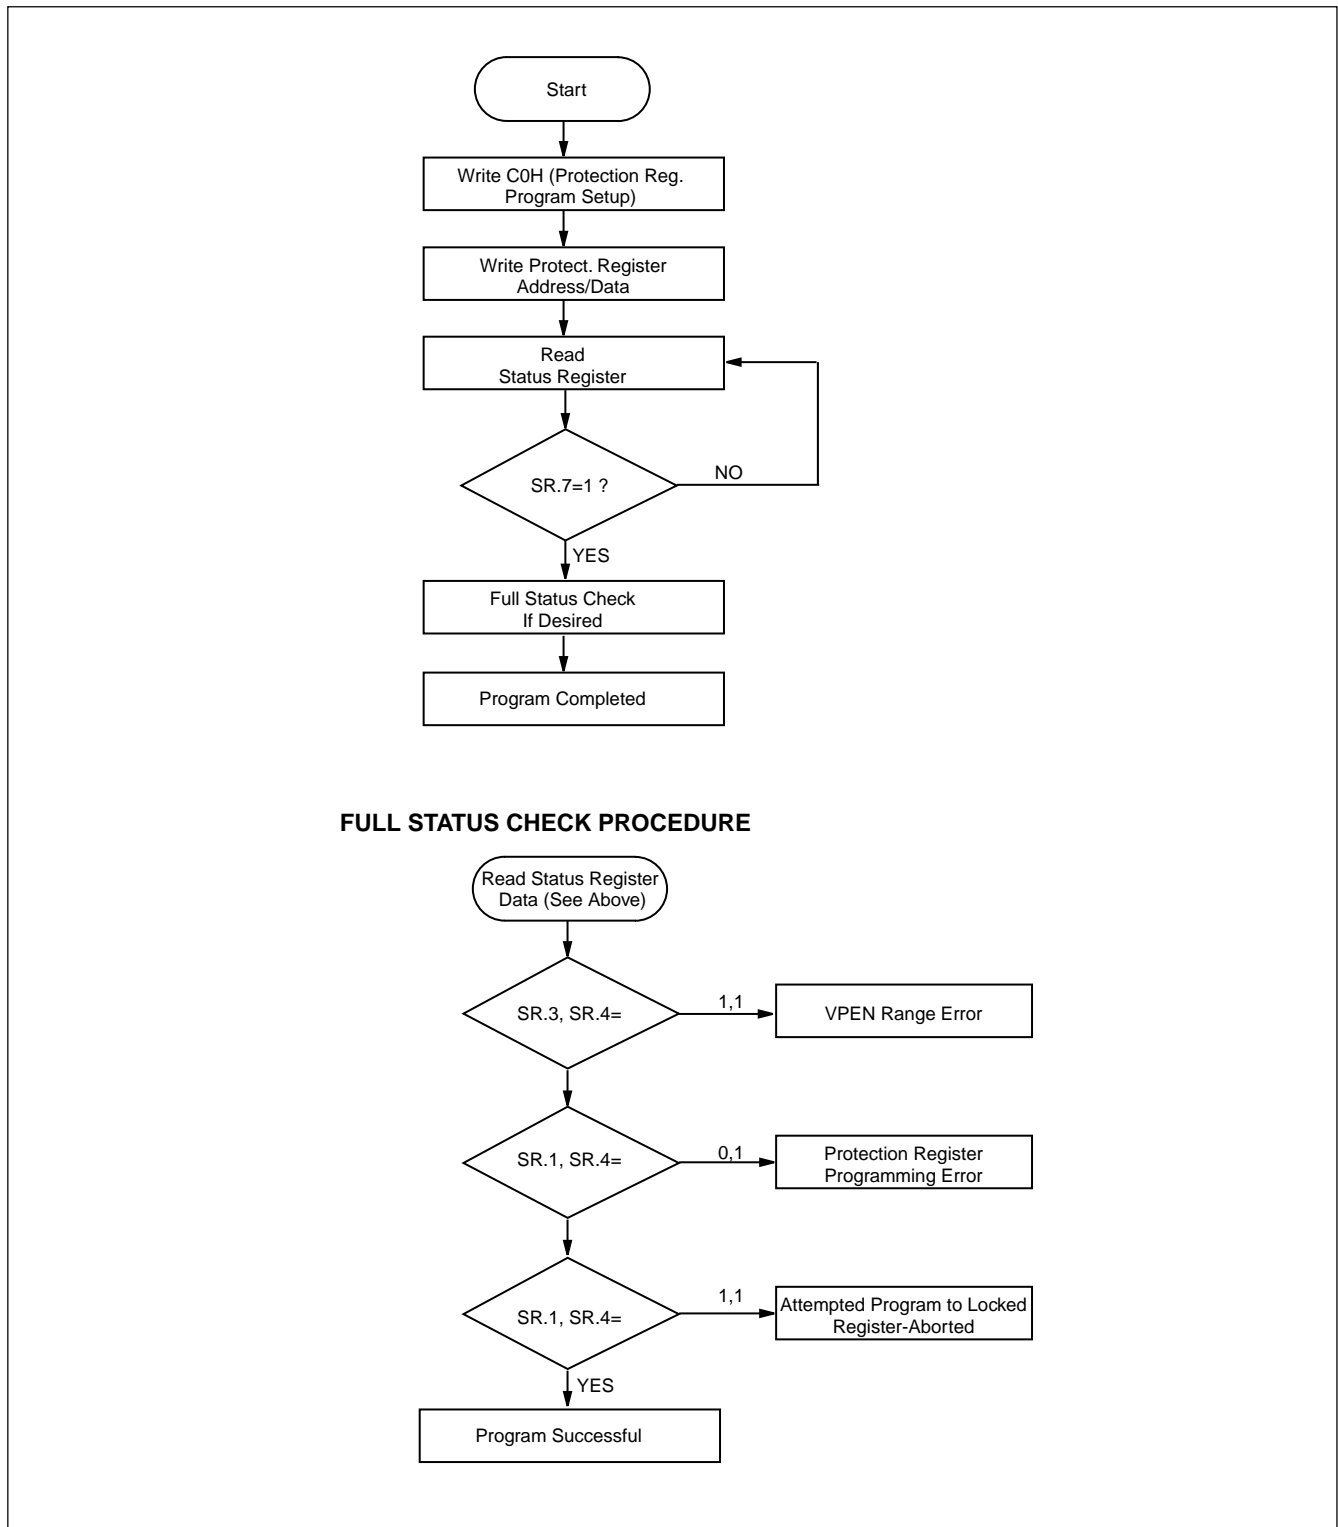 Start
Write C0H (Protection Reg.
Program Setup)
Write Protect. Register
Address/Data
Read
Status Register
SR.7=1 ?
NO
YES
Full Status Check
If Desired
Program Completed
FULL STATUS CHECK PROCEDURE
Read Status Register
Data (See Above)
SR.3, SR.4=
1,1
VPEN Range Error
SR.1, SR.4=
0,1
Protection Register
Programming Error
SR.1, SR.4=
1,1
Attempted Program to Locked
Register-Aborted
YES
Program Successful